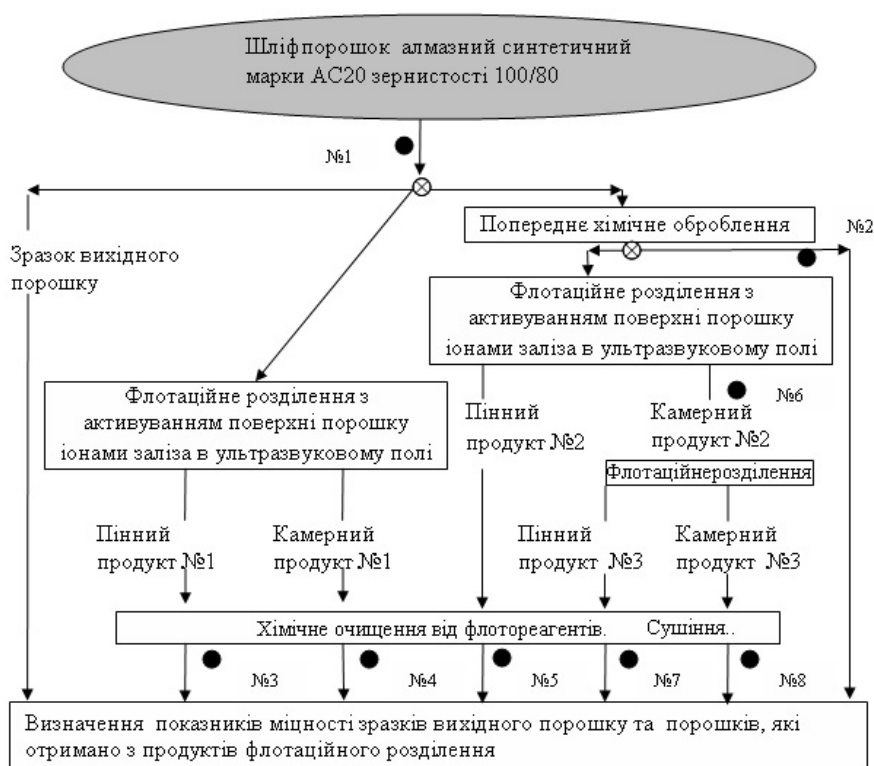 Шліфпорошок алмазний синтетичний
марки АС20 зернистості 100/80
№1
Попереднє хімічне оброблення
№2
Зразок вихідного
порошку
Флотаційне розділення з
активуванням поверхні порошку
іонами заліза в ультразвуковому полі
Флотаційне розділення з
активуванням поверхні порошку
іонами заліза в ультразвуковому полі
Пінний
продукт №2
№6
Камерний
продукт №2
Флотаційнерозділення
Пінний
продукт №1
Камерний
продукт №1
Пінний
продукт №3
Камерний
продукт №3
Хімічне очищення від флотореагентів. Сушіння..
№3
№4
№5
№7
№8
Визначення показників міцності зразків вихідного порошку та порошків, які
отримано з продуктів флотаційного розділення